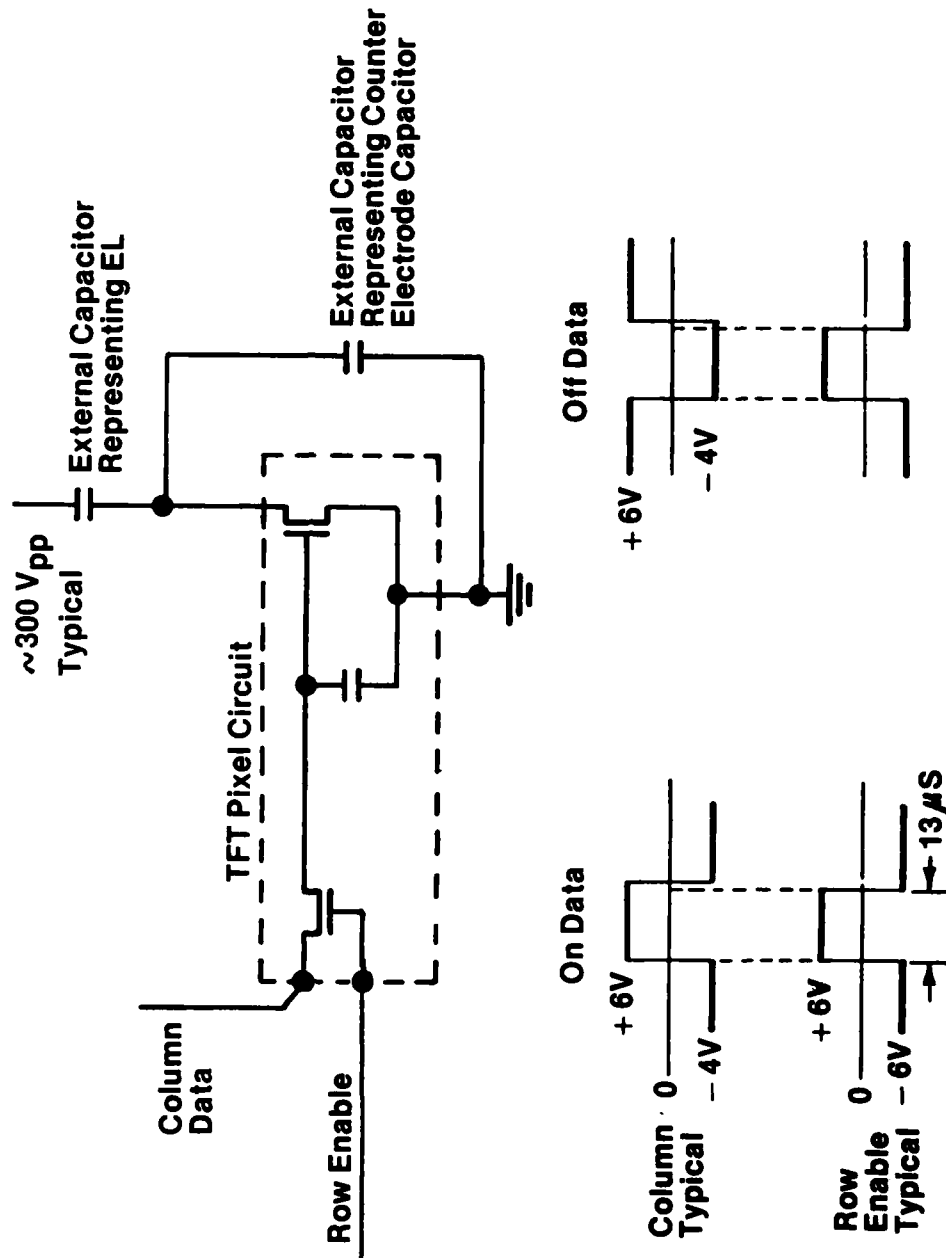 ~300 Vpp
Typical
External Capacitor
Representing EL
TFT Pixel Circuit
Column
Data
Row Enable
External Capacitor
Representing Counter
Electrode Capacitor
On Data
Off Data
Column
Typical
+6V
0
-4V
+6V
-4V
Row
Enable
Typical
+6V
0
-6V
13 μS